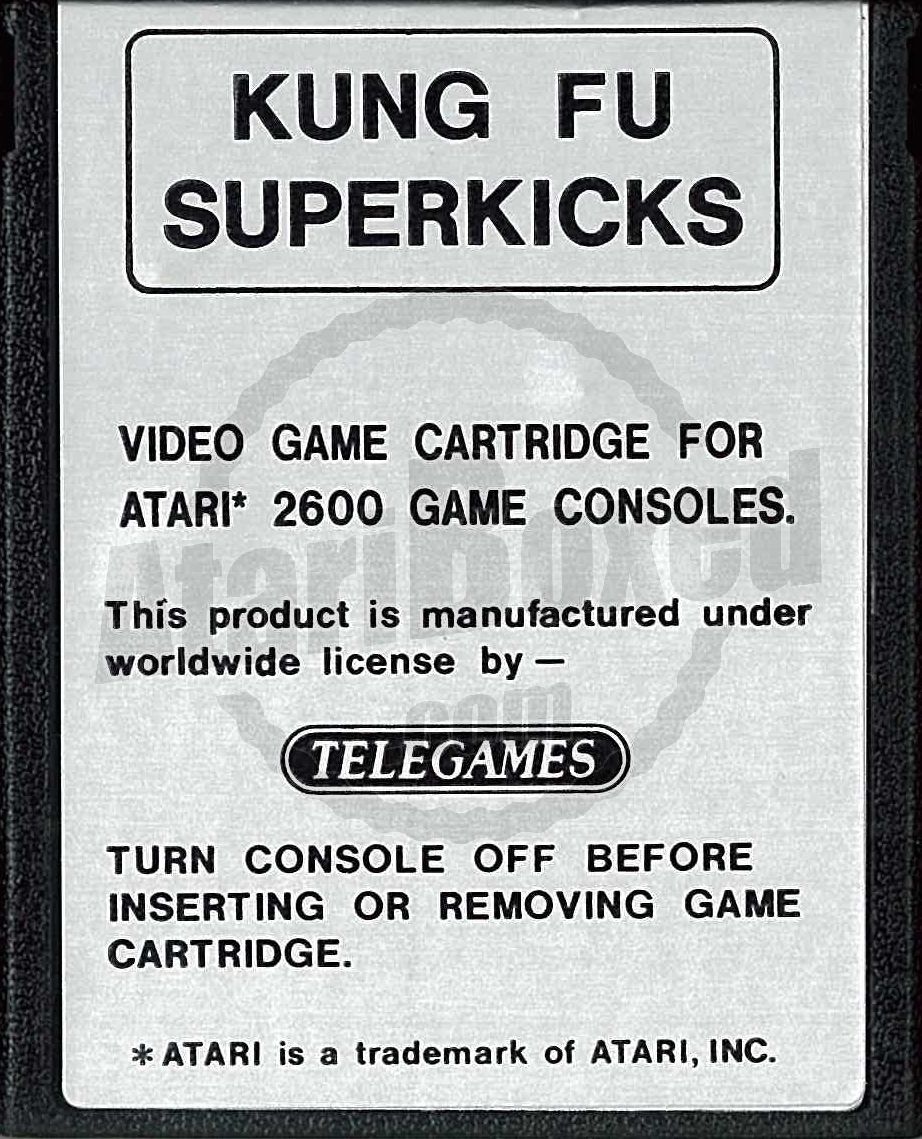 KUNG FU
SUPERKICKS
VIDEO GAME CARTRIDGE FOR
ATARI* 2600 GAME CONSOLES.
AtariBoxed
.com
This product is manufactured under
worldwide license by —
TELEGAMES
TURN CONSOLE OFF BEFORE
INSERTING OR REMOVING GAME
CARTRIDGE.
* ATARI is a trademark of ATARI, INC.